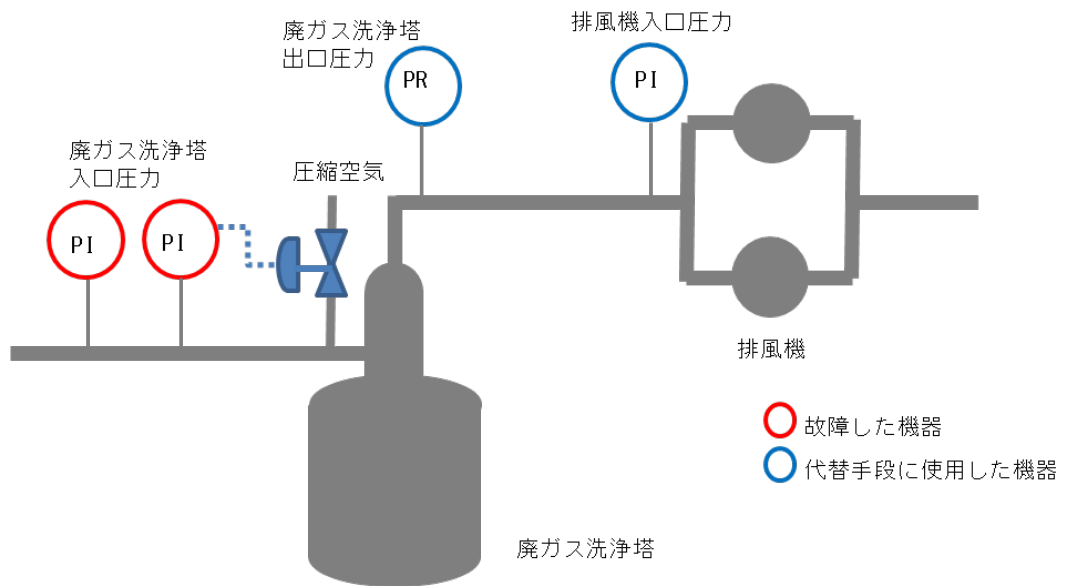 廃ガス洗浄塔
出口圧力
排風機入口圧力
PR
PI
廃ガス洗浄塔
入口圧力
圧縮空気
PI
PI
排風機
故障した機器
代替手段に使用した機器
廃ガス洗浄塔